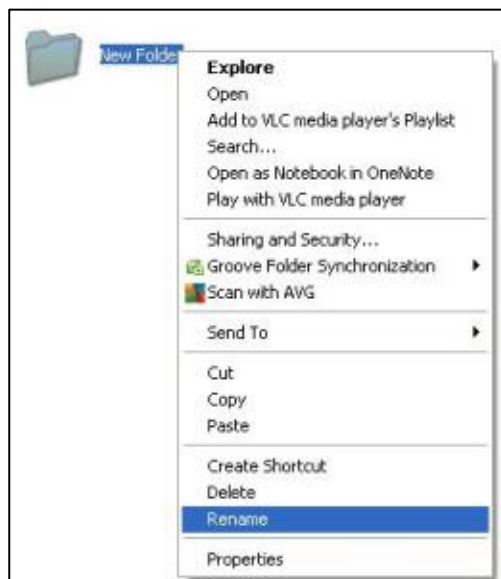 New Folder
Explore
Open
Add to VLC media player's Playlist
Search...
Open as Notebook in OneNote
Play with VLC media player
Sharing and Security...
Groove Folder Synchronization
Scan with AVG
Send To
Cut
Copy
Paste
Create Shortcut
Delete
Rename
Properties